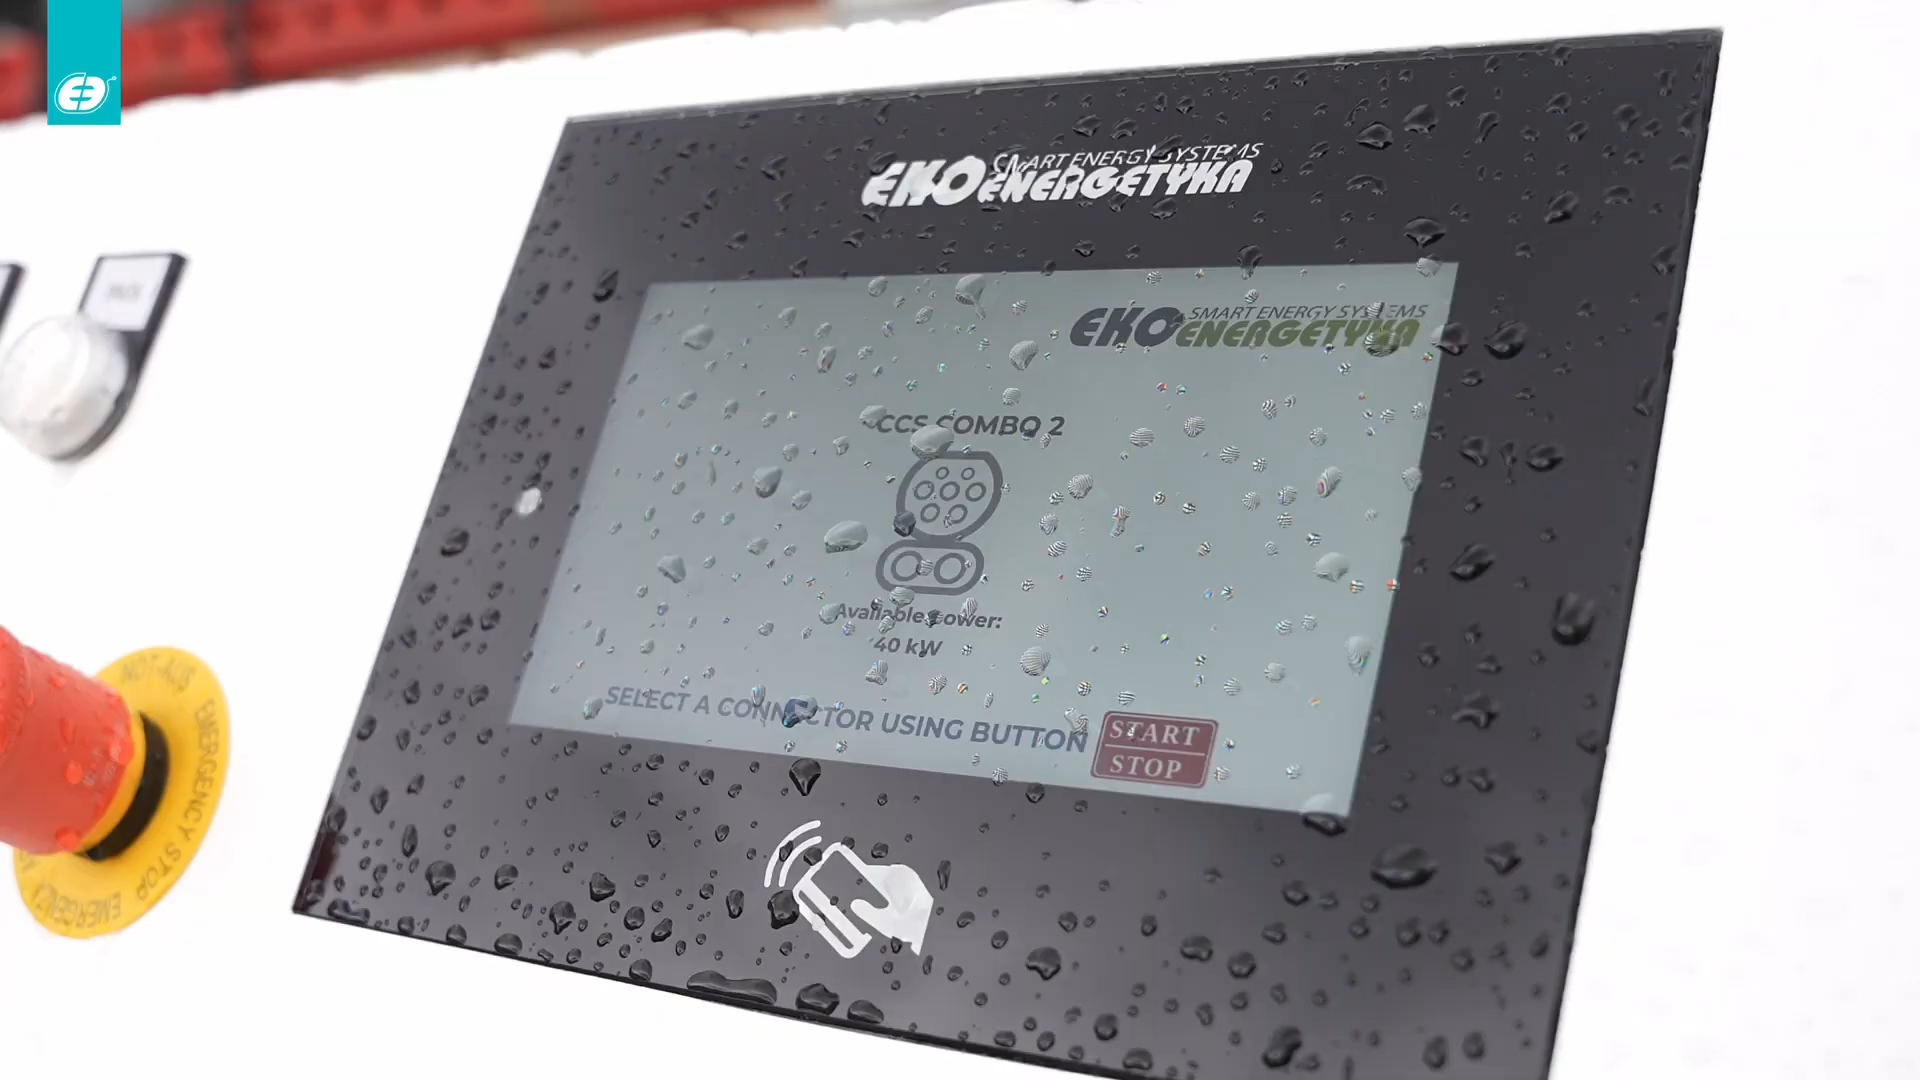 SMART ENERGY SYSTEMS
EKOENERGETYKA
SMART ENERGY SYSTEMS
EKOENERGETYKA
CCS COMBO 2
Available power:
40 kW
SELECT A CONNECTOR USING BUTTON
START
STOP
NOT-AUS
EMERGENCY STOP